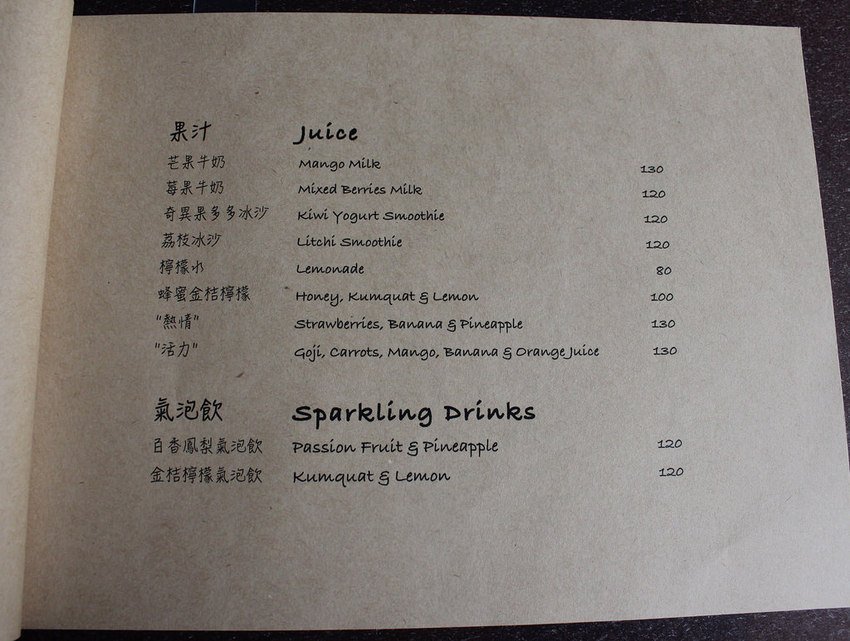 果汁 Juice
芒果牛奶 Mango Milk 130
莓果牛奶 Mixed Berries Milk 120
奇異果多多冰沙 Kiwi Yogurt Smoothie 120
荔枝冰沙 Litchi Smoothie 120
檸檬水 Lemonade 80
蜂蜜金桔檸檬 Honey, Kumquat & Lemon 100
"熱情" Strawberries, Banana & Pineapple 130
"活力" Goji, Carrots, Mango, Banana & Orange Juice 130
氣泡飲 Sparkling Drinks
百香鳳梨氣泡飲 Passion Fruit & Pineapple 120
金桔檸檬氣泡飲 Kumquat & Lemon 120